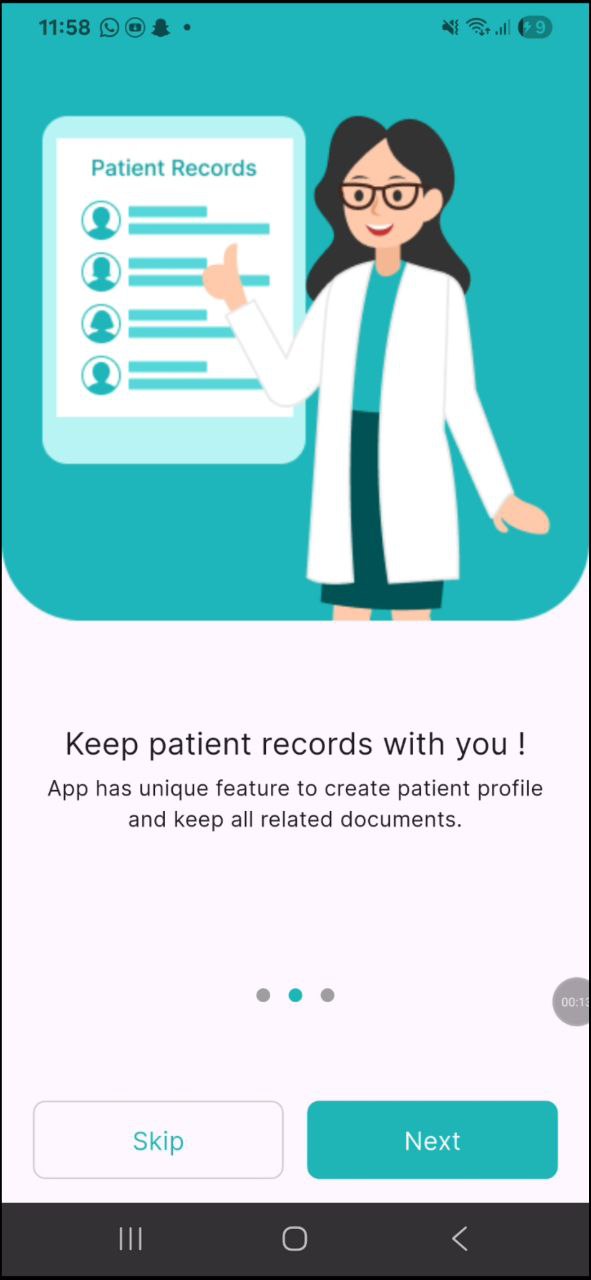 11:58
9
Patient Records
Keep patient records with you !
App has unique feature to create patient profile
and keep all related documents.
00:13
Skip
Next